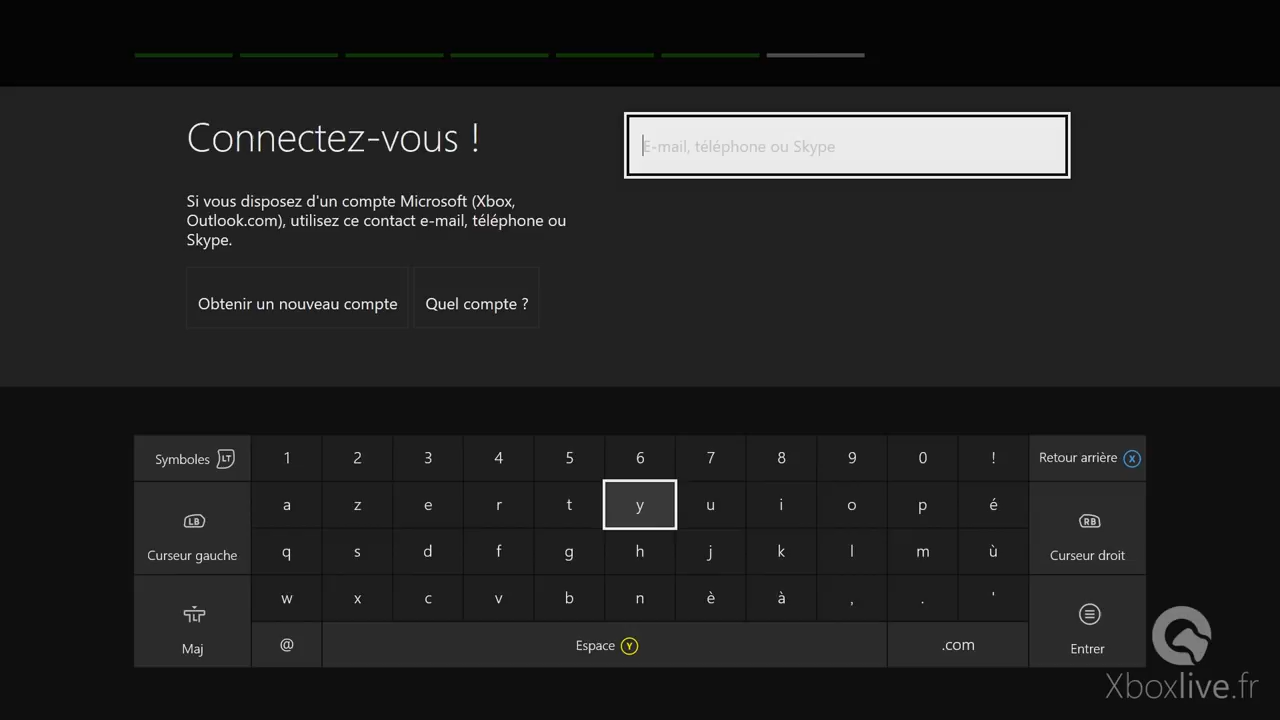 Connectez-vous !
E-mail, téléphone ou Skype
Si vous disposez d'un compte Microsoft (Xbox,
Outlook.com), utilisez ce contact e-mail, téléphone ou
Skype.
Obtenir un nouveau compte
Quel compte ?
Symboles LT 1 2 3 4 5 6 7 8 9 0 ! Retour arrière X
a z e r t y u i o p é
LB Curseur gauche
RB Curseur droit
q s d f g h j k l m ù
w x c v b n è à , . '
LT Maj
Entrer
@ Espace Y .com
Xboxlive.fr